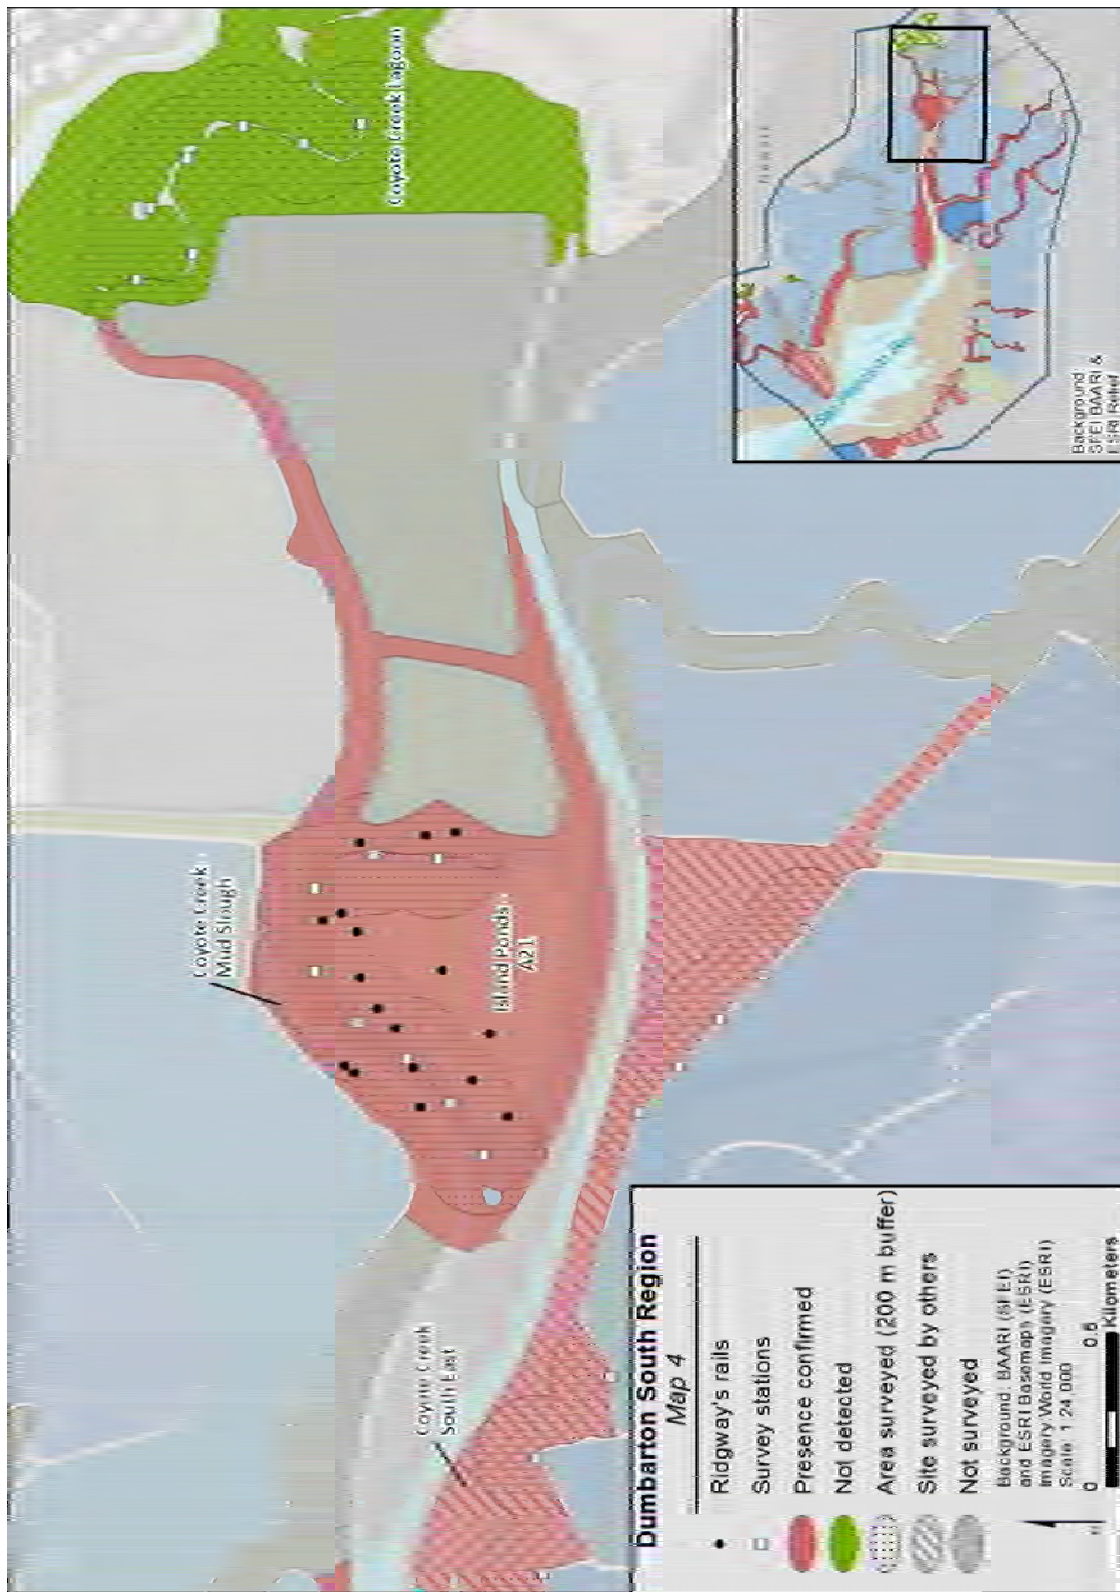 Coyote Creek Lagoon
Coyote Creek -
Mud Slough
Island Ponds
A21
Coyote Creek
South East
Dumbarton South Region
Map 4
Ridgway's rails
Survey stations
Presence confirmed
Not detected
Area surveyed (200 m buffer)
Site surveyed by others
Not surveyed
Background: BAARI (SFEI)
and ESRI Basemaps (ESRI)
Imagery World Imagery (ESRI)
Scale 1:24,000
0 0.5
Kilometers
Background:
SFEI BAARI &
ESRI Relief